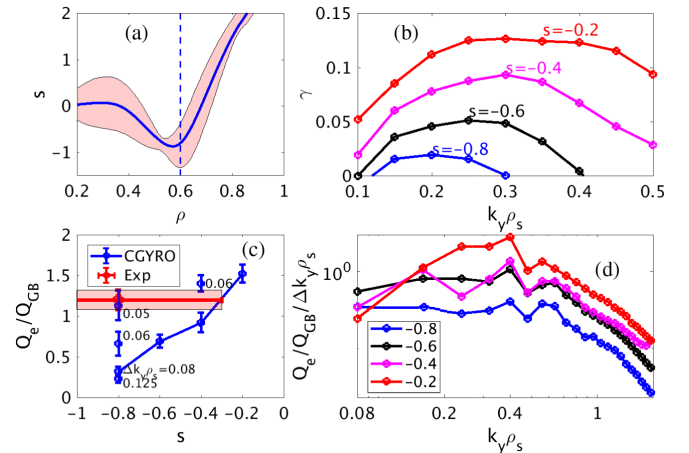 (a)
2
1
0
-1
s
0.2
0.4
0.6
0.8
1
ρ
(b)
0.15
0.1
0.05
0
γ
s=-0.2
s=-0.4
s=-0.6
s=-0.8
0.1
0.2
0.3
0.4
0.5
k_yρ_s
(c)
2
1.5
1
0.5
0
Q_e/Q_GB
CGYRO
Exp
0.06
0.05
0.06
Δk_yρ_s=0.08
0.125
-1
-0.8
-0.6
-0.4
-0.2
0
s
(d)
10^0
Q_e/Q_GB/Δk_yρ_s
-0.8
-0.6
-0.4
-0.2
0.08
0.4
1
k_yρ_s